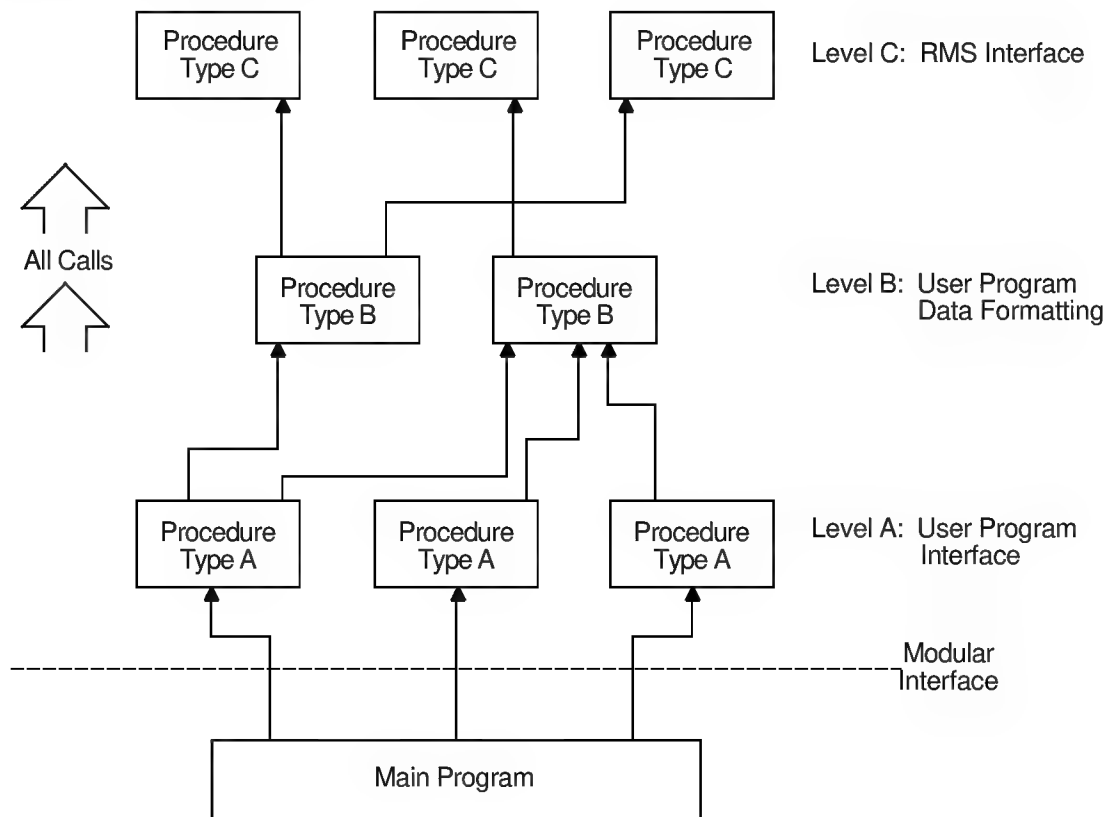 Procedure
Type C
Procedure
Type C
Procedure
Type C
Level C: RMS Interface
All Calls
Procedure
Type B
Procedure
Type B
Level B: User Program
Data Formatting
Procedure
Type A
Procedure
Type A
Procedure
Type A
Level A: User Program
Interface
Modular
Interface
Main Program